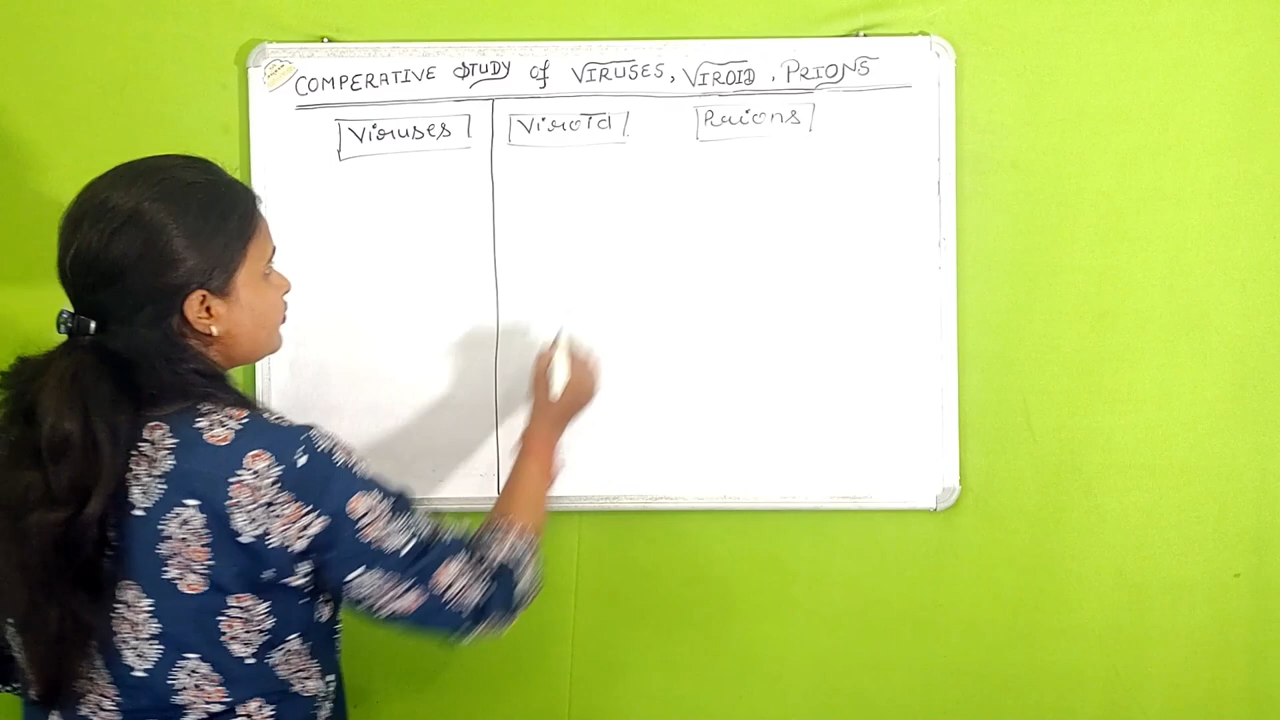 COMPERATIVE STUDY of VIRUSES, VIROID, PRIONS
Viruses Viroid Prions